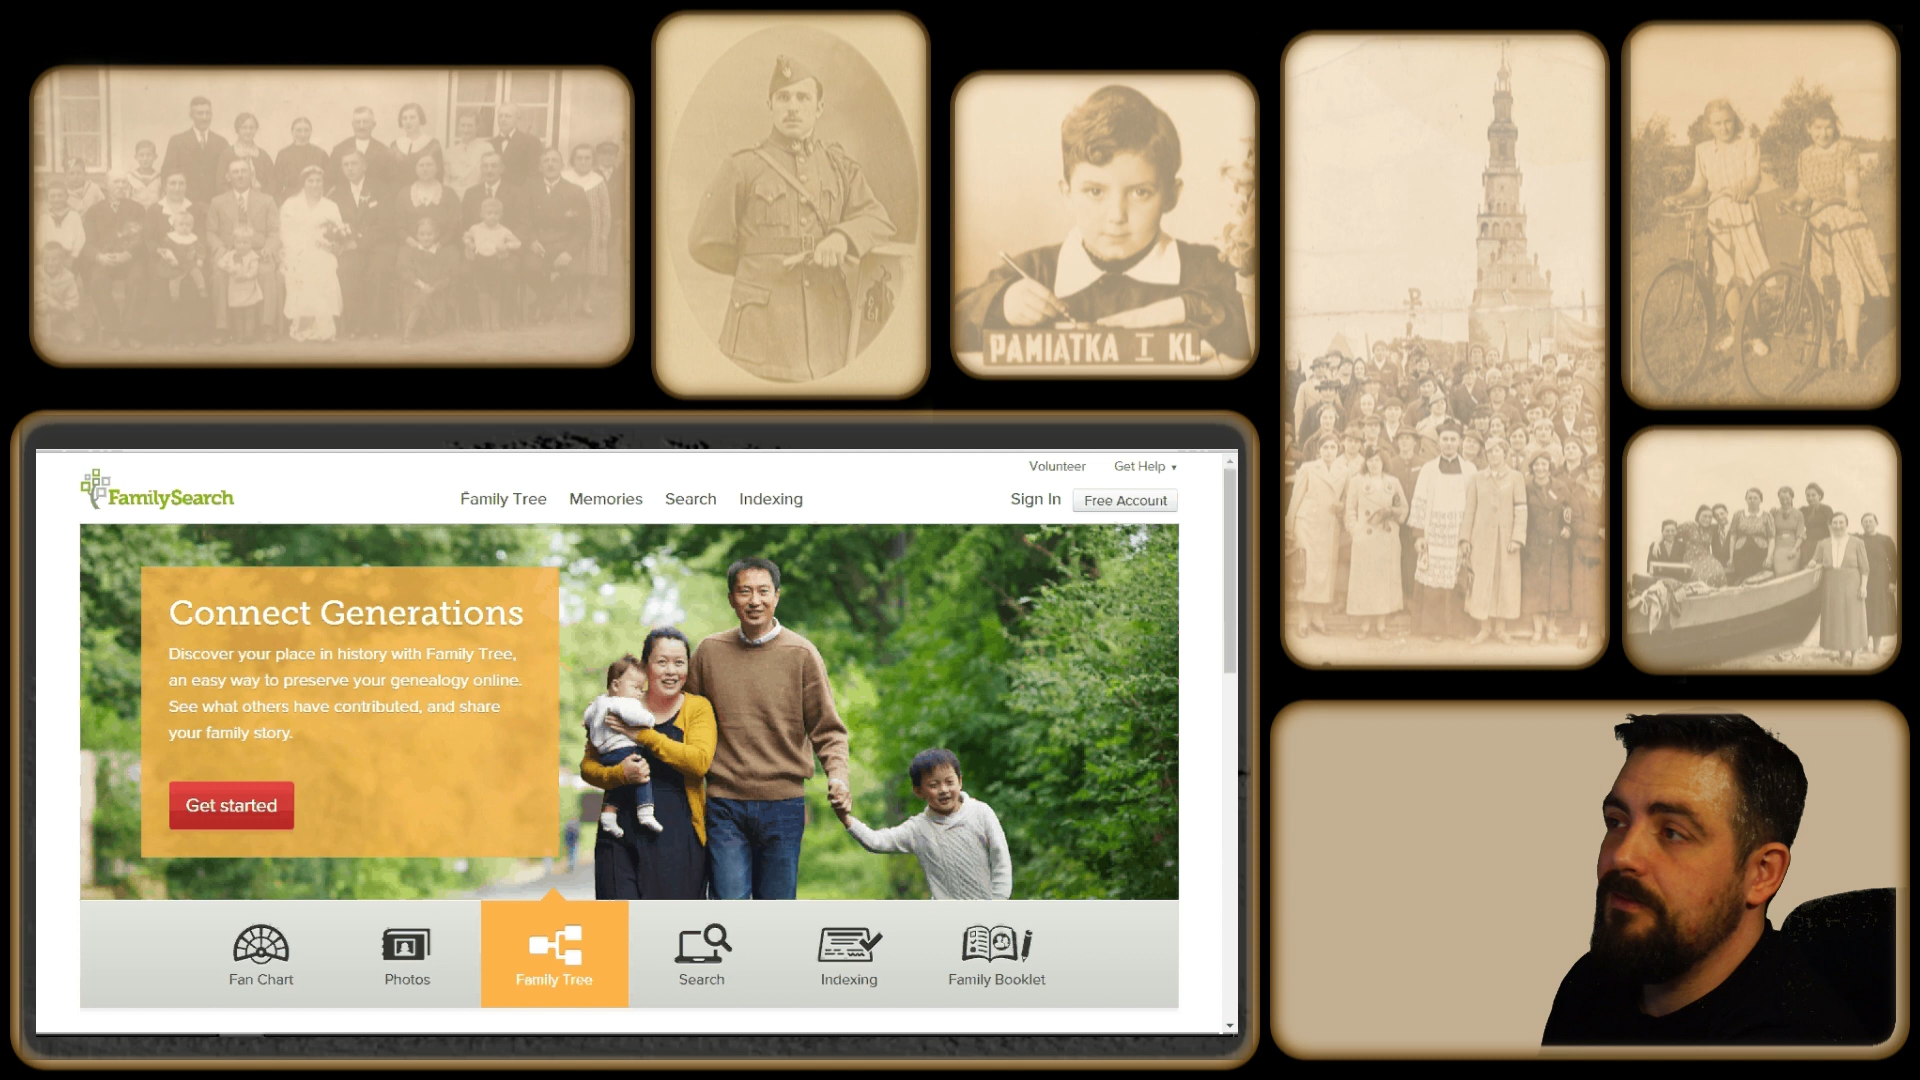 PAMIĄTKA I KL.
Volunteer Get Help
FamilySearch
Family Tree Memories Search Indexing
Sign In Free Account
Connect Generations
Discover your place in history with Family Tree,
an easy way to preserve your genealogy online.
See what others have contributed, and share
your family story.
Get started
Fan Chart Photos Family Tree Search Indexing Family Booklet